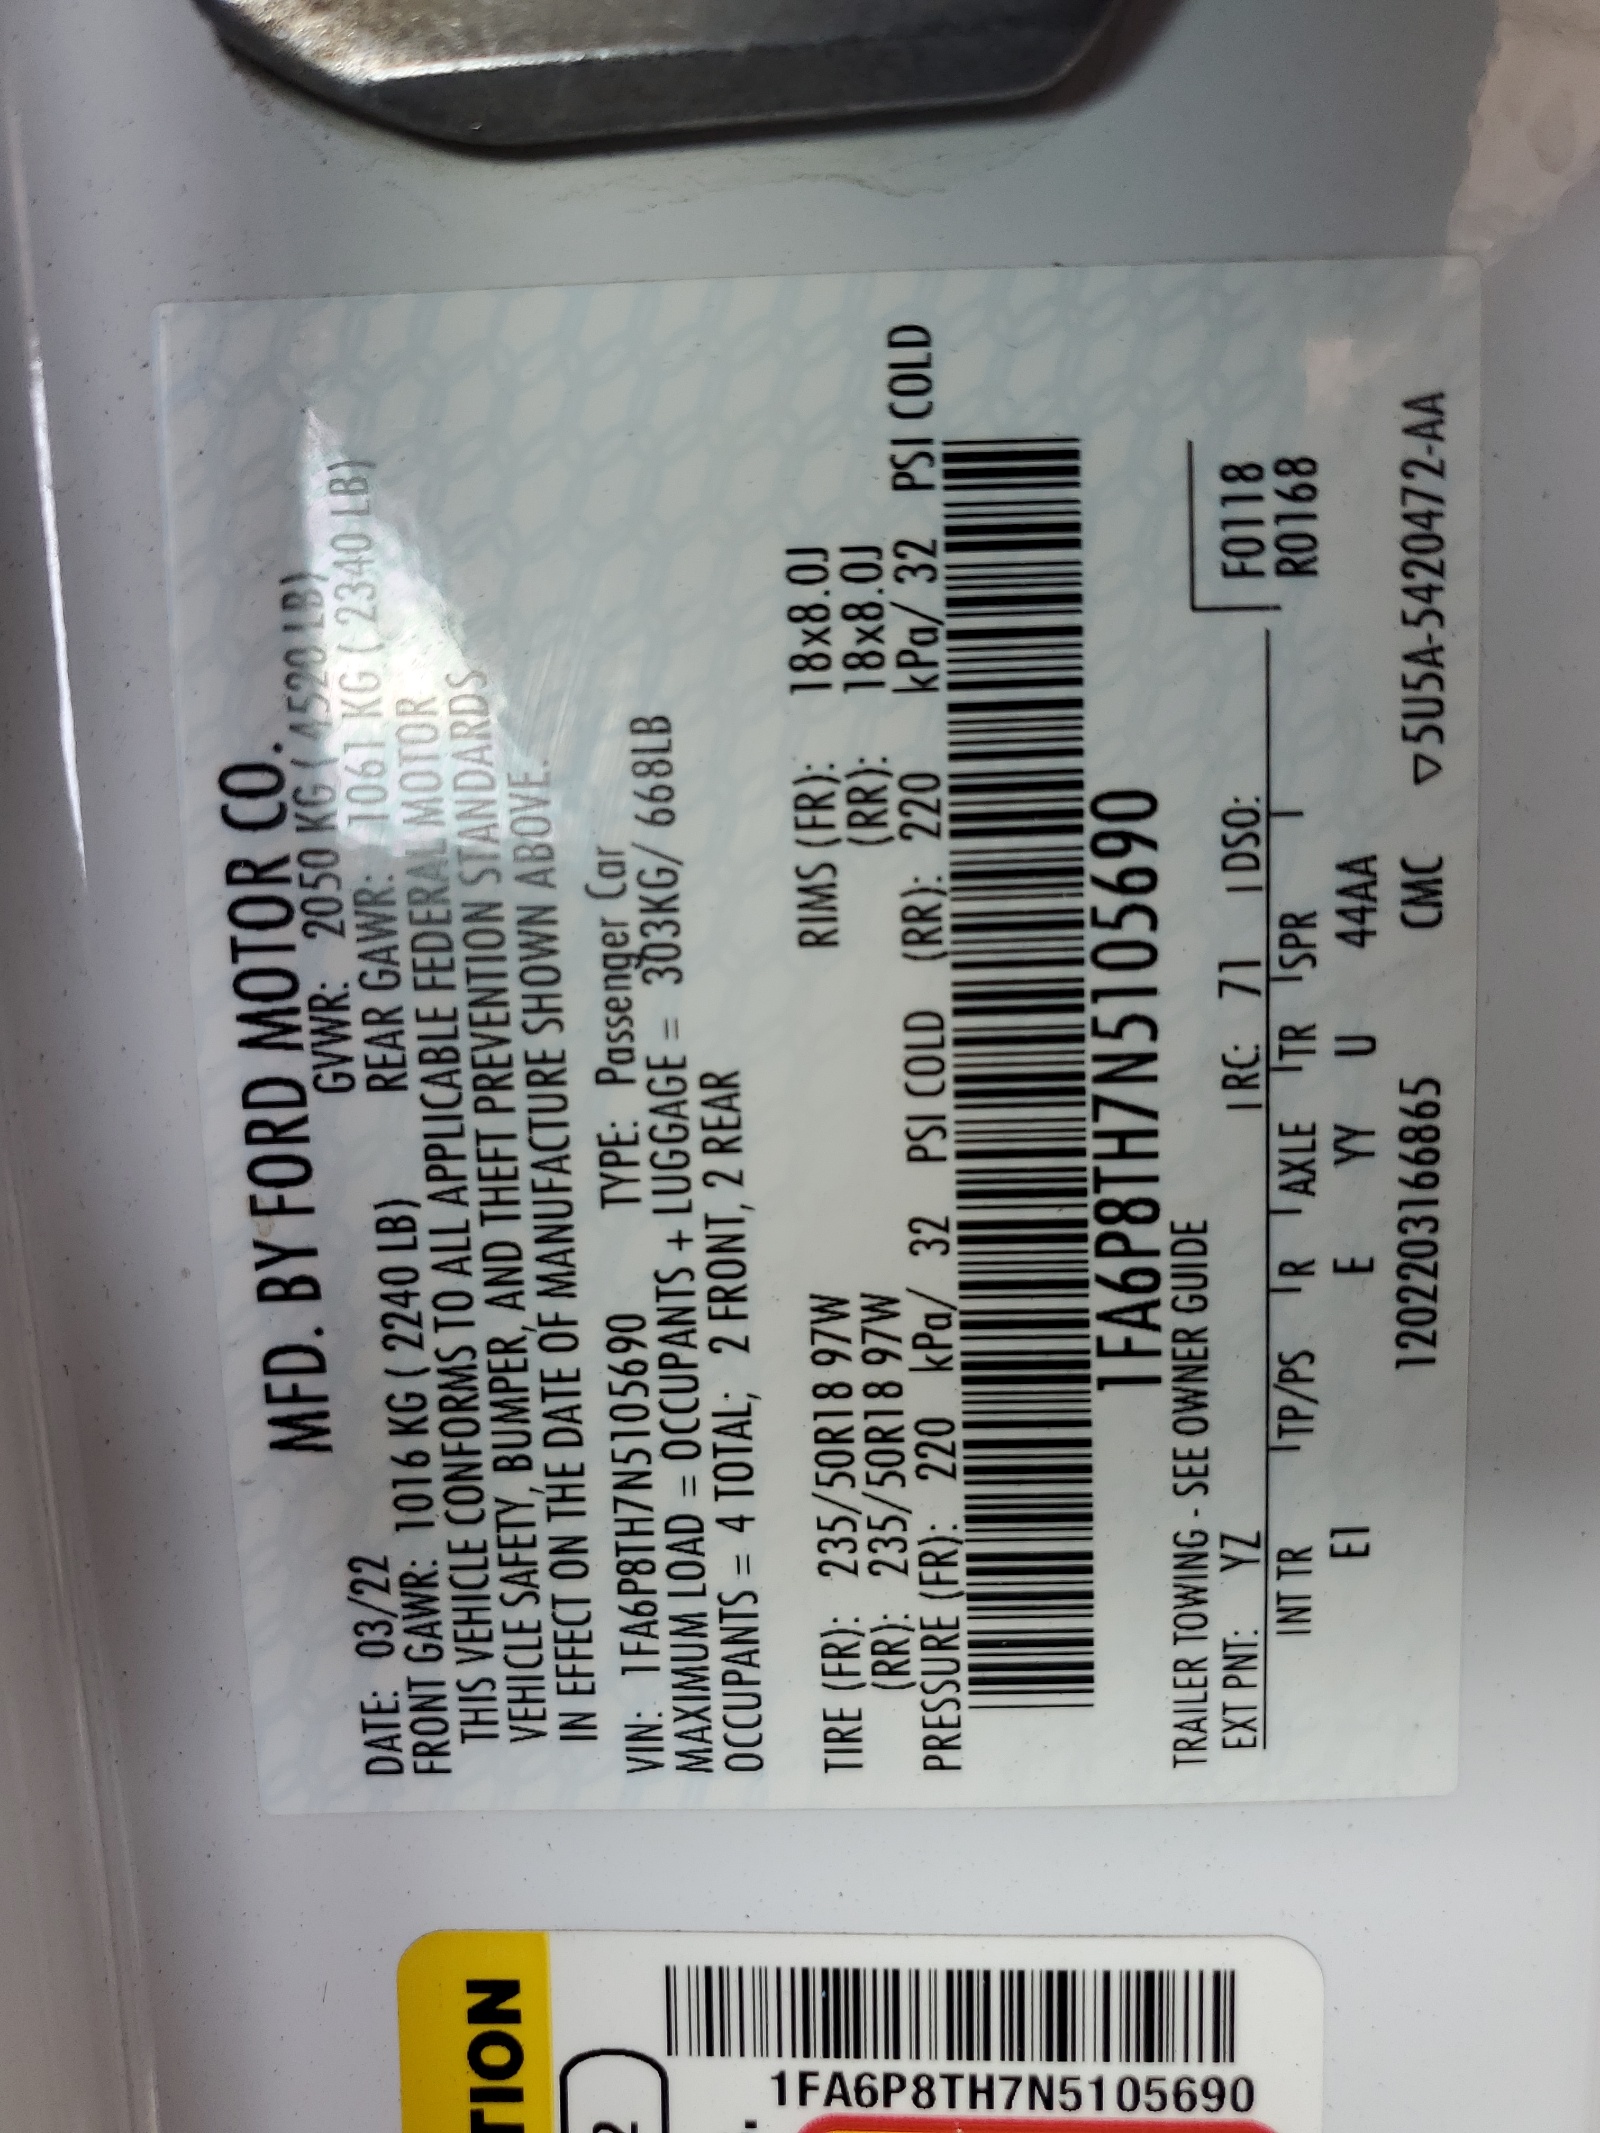 MFD. BY FORD MOTOR CO.
DATE: 03/22 GVWR: 2050 KG ( 4520 LB)
FRONT GAWR: 1016 KG ( 2240 LB) REAR GAWR: 1061 KG ( 2340 LB)
THIS VEHICLE CONFORMS TO ALL APPLICABLE FEDERAL MOTOR
VEHICLE SAFETY, BUMPER, AND THEFT PREVENTION STANDARDS
IN EFFECT ON THE DATE OF MANUFACTURE SHOWN ABOVE.
VIN: 1FA6P8TH7N5105690 TYPE: Passenger Car
MAXIMUM LOAD = OCCUPANTS + LUGGAGE = 303KG/ 668LB
OCCUPANTS = 4 TOTAL; 2 FRONT, 2 REAR
TIRE (FR): 235/50R18 97W RIMS (FR): 18x8.0J
(RR): 235/50R18 97W (RR): 18x8.0J
PRESSURE (FR): 220 kPa/ 32 PSI COLD (RR): 220 kPa/ 32 PSI COLD
1FA6P8TH7N5105690
TRAILER TOWING - SEE OWNER GUIDE
EXT PNT: YZ RC: 71 DSO: F0118
INT TR TP/PS R AXLE TR SPR R0168
E1 E YY U 44AA
1202203166865 CMC ▽5U5A-5420472-AA
TION
2
1FA6P8TH7N5105690